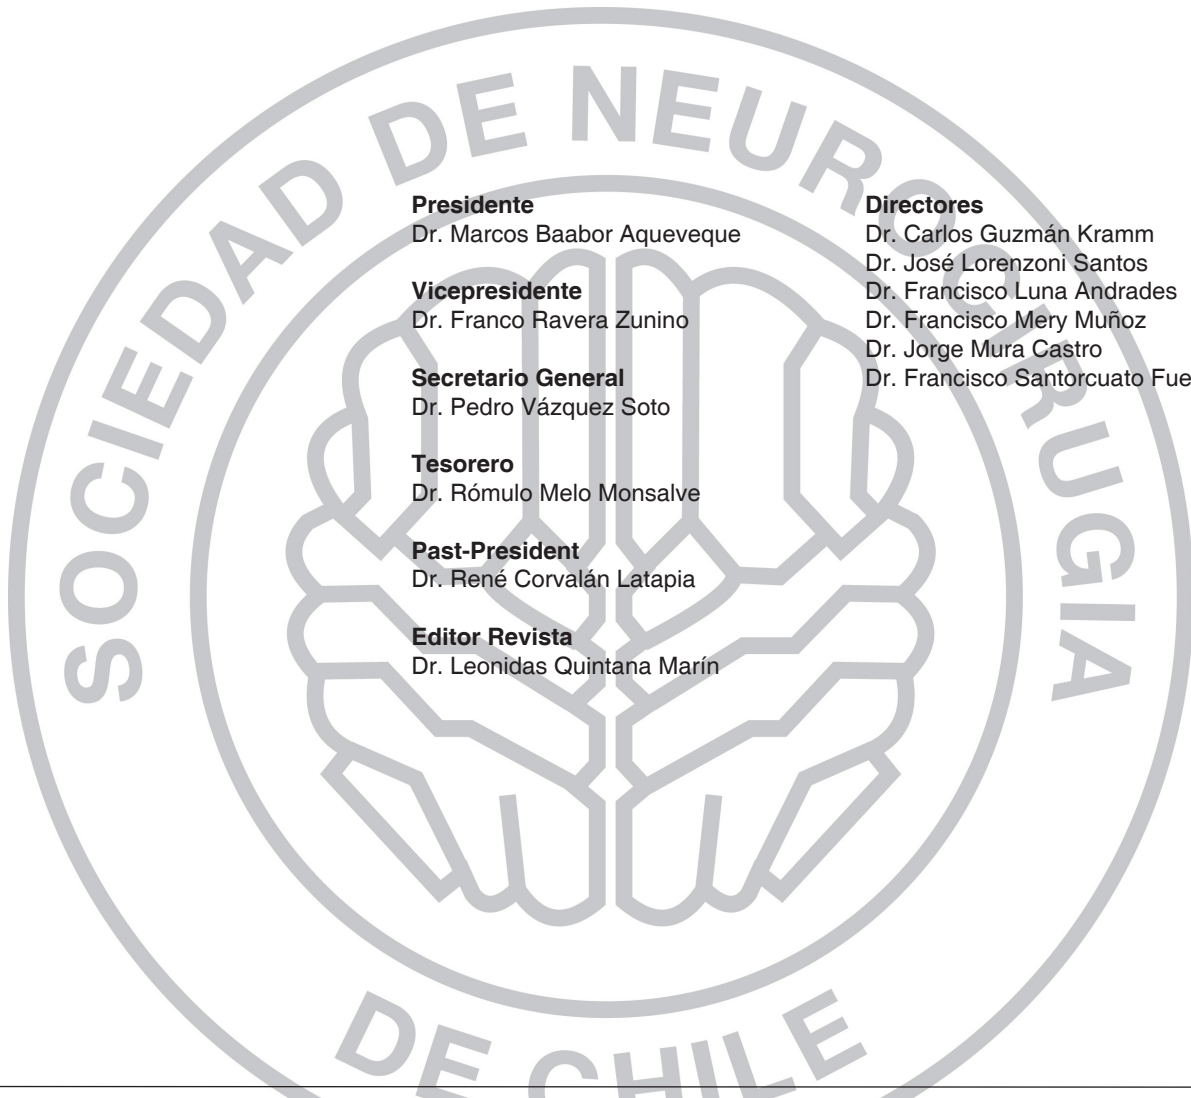 SOCIEDAD DE NEUROCIRUGIA
DE CHILE
Presidente
Dr. Marcos Baabor Aqueveque
Vicepresidente
Dr. Franco Ravera Zunino
Secretario General
Dr. Pedro Vázquez Soto
Tesorero
Dr. Rómulo Melo Monsalve
Past-President
Dr. René Corvalán Latapia
Editor Revista
Dr. Leonidas Quintana Marín
Directores
Dr. Carlos Guzmán Kramm
Dr. José Lorenzoni Santos
Dr. Francisco Luna Andrades
Dr. Francisco Mery Muñoz
Dr. Jorge Mura Castro
Dr. Francisco Santorcuato